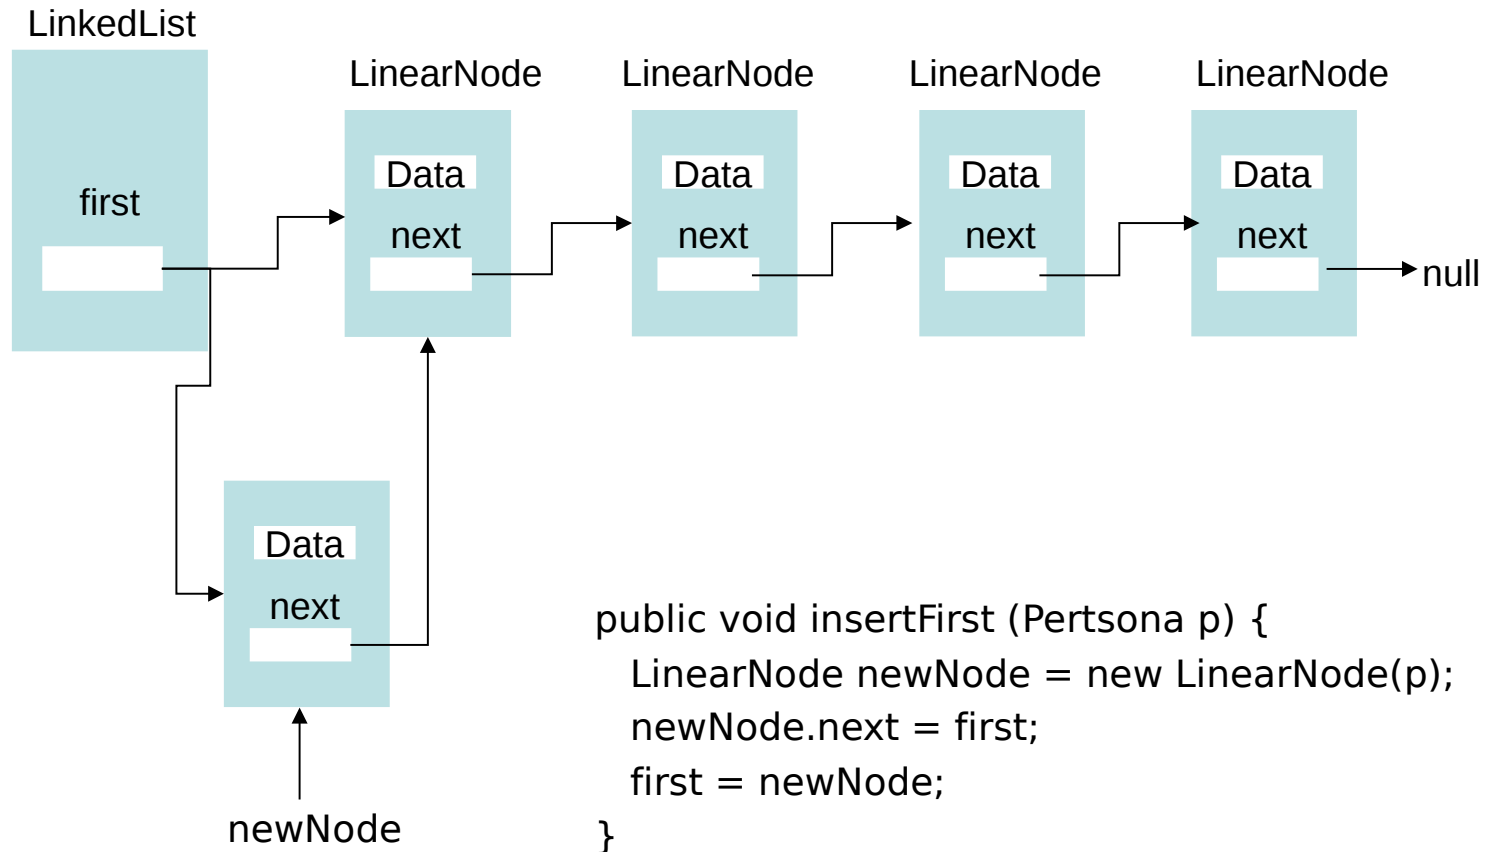 LinkedList
LinearNode LinearNode LinearNode LinearNode
Data Data Data Data
first
next next next next
null
Data
next
newNode
public void insertFirst (Pertsona p) {
LinearNode newNode = new LinearNode(p);
newNode.next = first;
first = newNode;
}